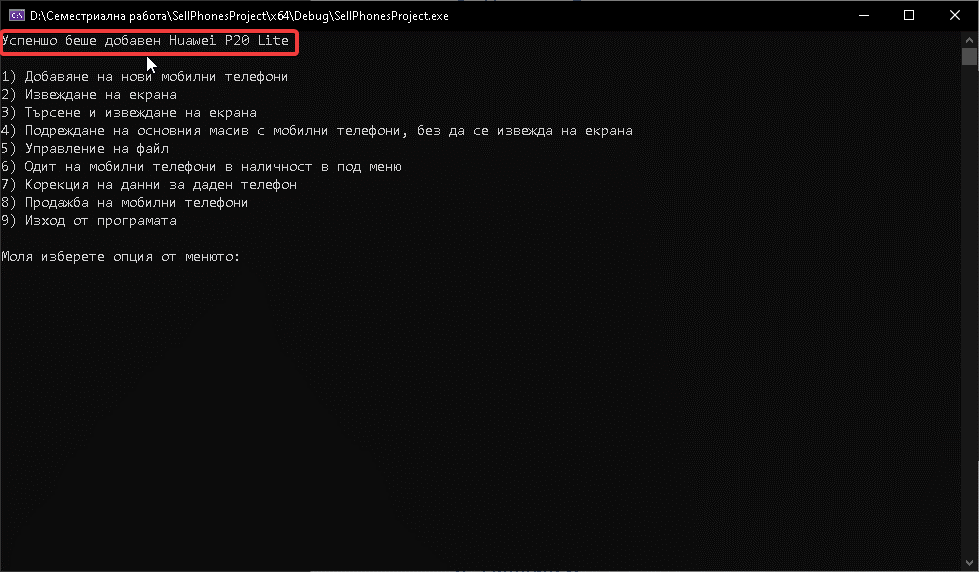 D:\Семестриална работа\SellPhonesProject\x64\Debug\SellPhonesProject.exe
Успеншо беше добавен Huawei P20 Lite
1) Добавяне на нови мобилни телефони
2) Извеждане на екрана
3) Търсене и извеждане на екрана
4) Подреждане на основния масив с мобилни телефони, без да се извежда на екрана
5) Управление на файл
6) Одит на мобилни телефони в наличност в под меню
7) Корекция на данни за даден телефон
8) Продажба на мобилни телефони
9) Изход от програмата
Моля изберете опция от менюто: